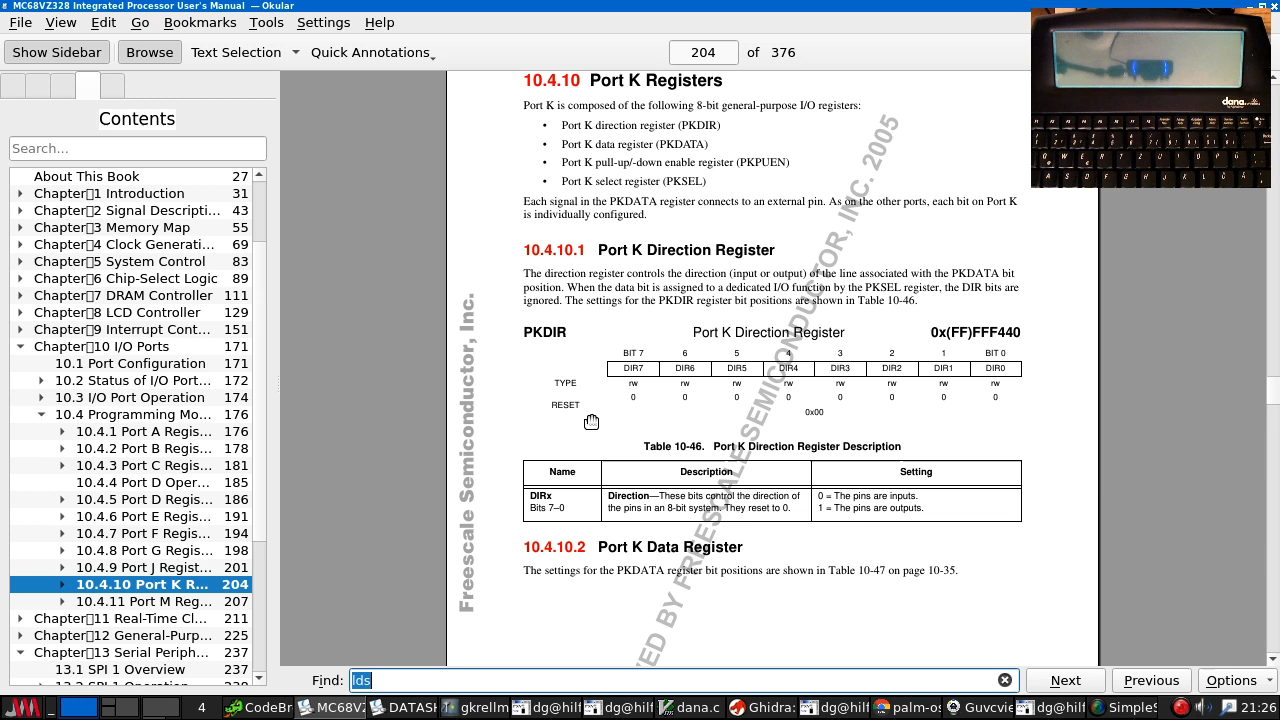 MC68VZ328 Integrated Processor User's Manual — Okular
File View Edit Go Bookmarks Tools Settings Help
Show Sidebar Browse Text Selection Quick Annotations 204 of 376
Contents
Search...
About This Book 27
Chapter 1 Introduction 31
Chapter 2 Signal Descripti... 43
Chapter 3 Memory Map 55
Chapter 4 Clock Generati... 69
Chapter 5 System Control 83
Chapter 6 Chip-Select Logic 89
Chapter 7 DRAM Controller 111
Chapter 8 LCD Controller 129
Chapter 9 Interrupt Cont... 151
Chapter 10 I/O Ports 171
10.1 Port Configuration 171
10.2 Status of I/O Port... 172
10.3 I/O Port Operation 174
10.4 Programming Mo... 176
10.4.1 Port A Regis... 176
10.4.2 Port B Regis... 178
10.4.3 Port C Regis... 181
10.4.4 Port D Oper... 185
10.4.5 Port D Regis... 186
10.4.6 Port E Regis... 191
10.4.7 Port F Regis... 194
10.4.8 Port G Regis... 198
10.4.9 Port J Regist... 201
10.4.10 Port K R... 204
10.4.11 Port M Reg... 207
Chapter 11 Real-Time Cl... 211
Chapter 12 General-Purp... 225
Chapter 13 Serial Periph... 237
13.1 SPI 1 Overview 237
10.4.10 Port K Registers
Port K is composed of the following 8-bit general-purpose I/O registers:
• Port K direction register (PKDIR)
• Port K data register (PKDATA)
• Port K pull-up/-down enable register (PKPUEN)
• Port K select register (PKSEL)
Each signal in the PKDATA register connects to an external pin. As on the other ports, each bit on Port K
is individually configured.
10.4.10.1 Port K Direction Register
The direction register controls the direction (input or output) of the line associated with the PKDATA bit
position. When the data bit is assigned to a dedicated I/O function by the PKSEL register, the DIR bits are
ignored. The settings for the PKDIR register bit positions are shown in Table 10-46.
PKDIR Port K Direction Register 0x(FF)FFF440
BIT 7 6 5 4 3 2 1 BIT 0
DIR7 DIR6 DIR5 DIR4 DIR3 DIR2 DIR1 DIR0
TYPE rw rw rw rw rw rw rw rw
0 0 0 0 0 0 0 0
RESET
0x00
Table 10-46. Port K Direction Register Description
Name Description Setting
DIRx Direction—These bits control the direction of 0 = The pins are inputs.
Bits 7–0 the pins in an 8-bit system. They reset to 0. 1 = The pins are outputs.
10.4.10.2 Port K Data Register
The settings for the PKDATA register bit positions are shown in Table 10-47 on page 10-35.
Freescale Semiconductor, Inc.
ED BY FREESCALE SEMICONDUCTOR, INC. 2005
dana
Find: lds Next Previous Options
4 CodeBr MC68V DATAS gkrellm dg@hilf dg@hilf dana.c Ghidra: dg@hilf palm-os Guvcvie dg@hilf SimpleS 21:26